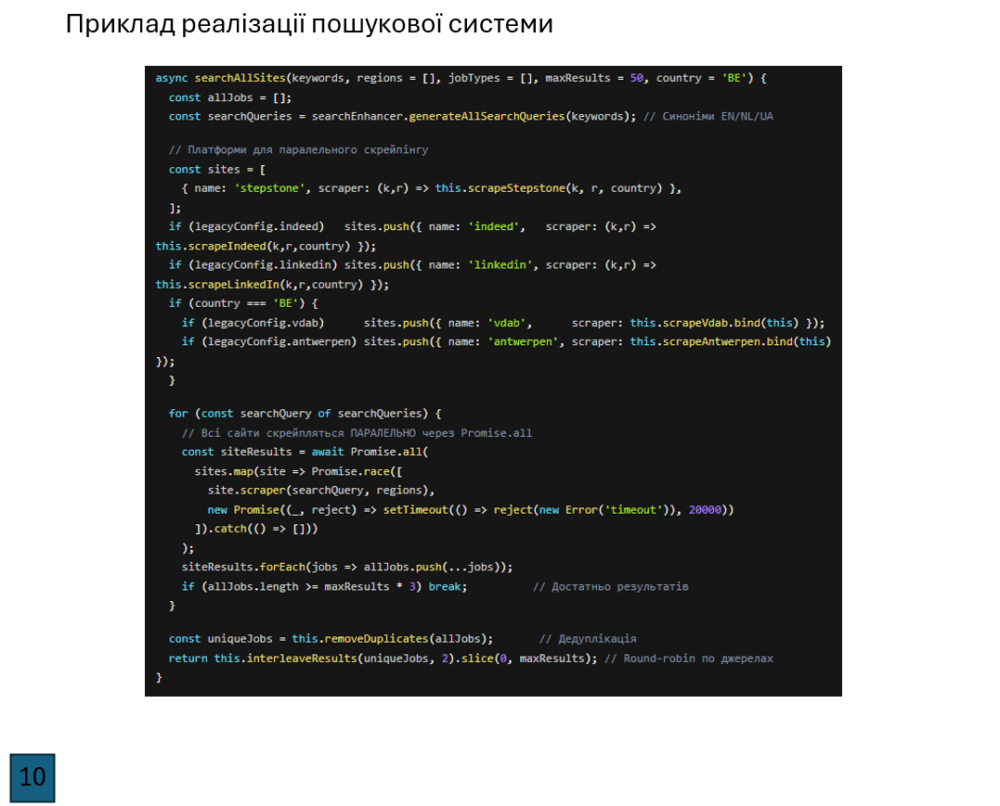 Приклад реалізації пошукової системи
async searchAllSites(keywords, regions = [], jobTypes = [], maxResults = 50, country = 'BE') {
const allJobs = [];
const searchQueries = searchEnhancer.generateAllSearchQueries(keywords); // Синоніми EN/NL/UA
// Платформи для паралельного скрейпінгу
const sites = [
{ name: 'stepstone', scraper: (k,r) => this.scrapeStepstone(k, r, country) },
];
if (legacyConfig.indeed)   sites.push({ name: 'indeed',   scraper: (k,r) =>
this.scrapeIndeed(k,r,country) });
if (legacyConfig.linkedin) sites.push({ name: 'linkedin', scraper: (k,r) =>
this.scrapeLinkedIn(k,r,country) });
if (country === 'BE') {
if (legacyConfig.vdab)      sites.push({ name: 'vdab',      scraper: this.scrapeVdab.bind(this) });
if (legacyConfig.antwerpen) sites.push({ name: 'antwerpen', scraper: this.scrapeAntwerpen.bind(this)
});
}
for (const searchQuery of searchQueries) {
// Всі сайти скрейпляться ПАРАЛЕЛЬНО через Promise.all
const siteResults = await Promise.all(
sites.map(site => Promise.race([
site.scraper(searchQuery, regions),
new Promise((_, reject) => setTimeout(() => reject(new Error('timeout')), 20000))
]).catch(() => []))
);
siteResults.forEach(jobs => allJobs.push(...jobs));
if (allJobs.length >= maxResults * 3) break;          // Достатньо результатів
}
const uniqueJobs = this.removeDuplicates(allJobs);       // Дедуплікація
return this.interleaveResults(uniqueJobs, 2).slice(0, maxResults); // Round-robin по джерелах
}
10